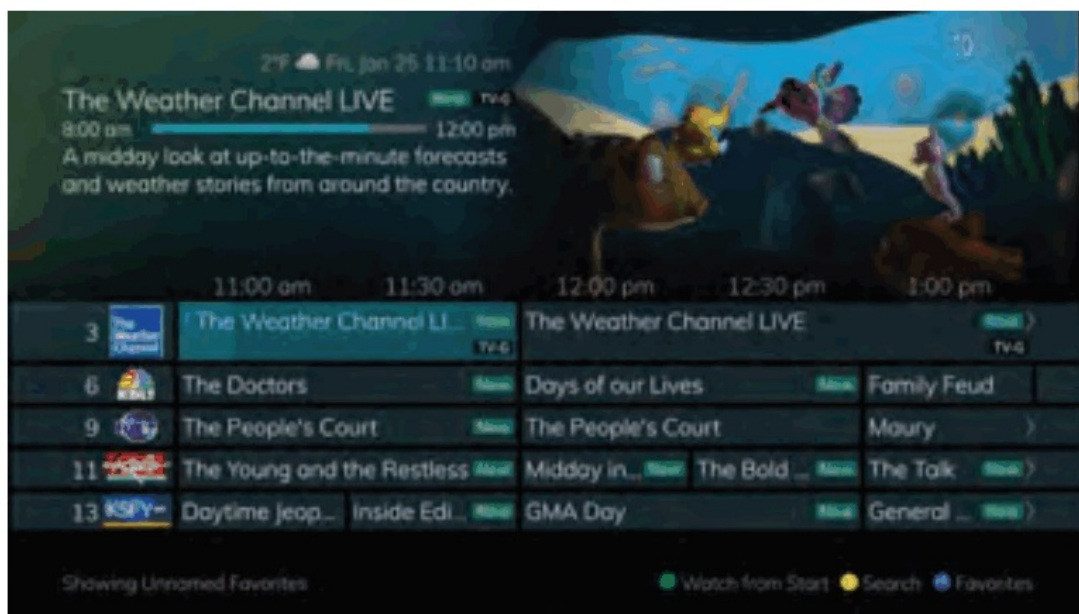 2°F Fri, Jan 25 11:10 am
The Weather Channel LIVE New TV-G
8:00 am 12:00 pm
A midday look at up-to-the-minute forecasts
and weather stories from around the country.
11:00 am 11:30 am 12:00 pm 12:30 pm 1:00 pm
3 The Weather Channel The Weather Channel LI... New TV-G The Weather Channel LIVE New TV-G
6 The Doctors New Days of our Lives New Family Feud
9 The People's Court New The People's Court Maury
11 The Young and the Restless New Midday in... New The Bold ... New The Talk New
13 KSFY Daytime Jeop... Inside Edi... New GMA Day New General ... New
Showing Unnamed Favorites Watch from Start Search Favorites